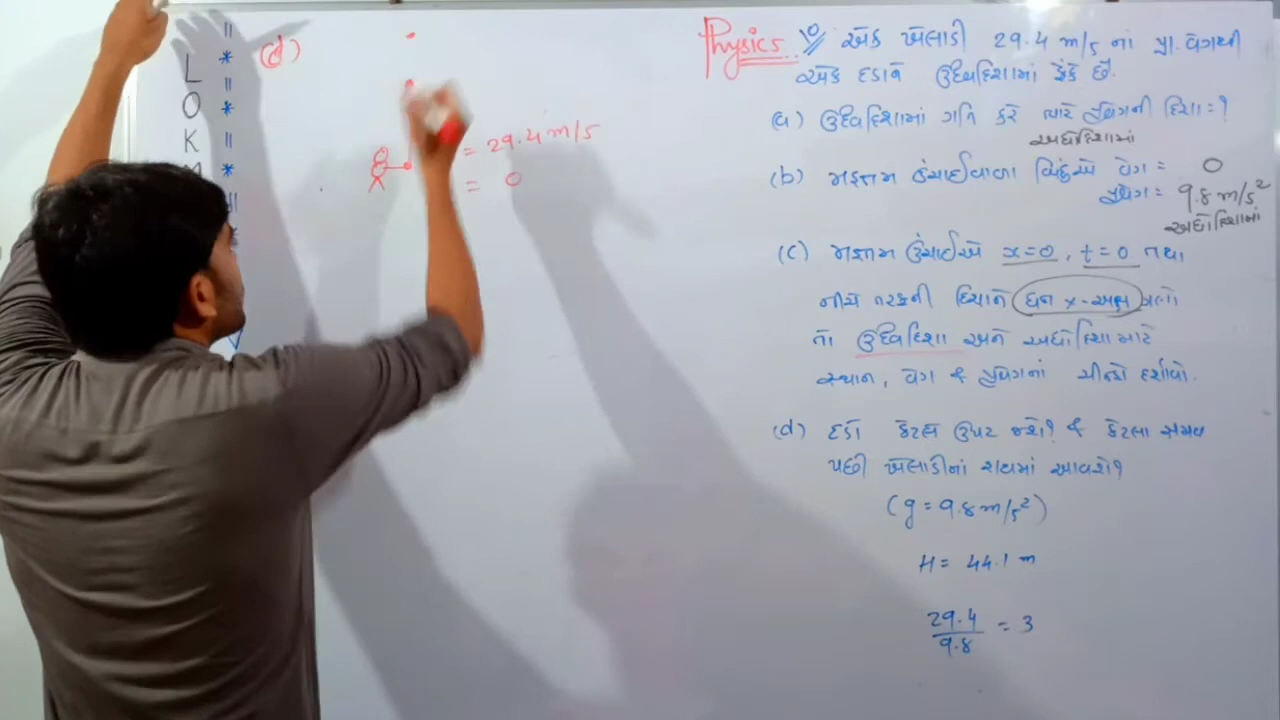 LOKM
(d)
= 29.4 m/s
= 0
Physics
એક ખેલાડી 29.4 m/s નાં પ્રા. વેગથી
એક દડાને ઉર્ધ્વદિશામાં ફેંકે છે.
(a) ઉર્ધ્વદિશામાં ગતિ કરે ત્યારે પ્રવેગની દિશા = ?
અધોદિશામાં
(b) મહત્તમ ઉંચાઈવાળા બિંદુએ વેગ = 0
પ્રવેગ = 9.8 m/s²
અધોદિશામાં
(c) મહત્તમ ઉંચાઈએ x=0, t=0 તથા
નીચે તરફની દિશાને ધન x-અક્ષ
તો ઉર્ધ્વદિશા અને અધોદિશા માટે
સ્થાન, વેગ & પ્રવેગનાં ચીન્હો દર્શાવો.
(d) દડો કેટલે ઉપર જશે? & કેટલા સમય
પછી ખેલાડીનાં હાથમાં આવશે?
(g = 9.8 m/s²)
H = 44.1 m
29.4/9.8 = 3